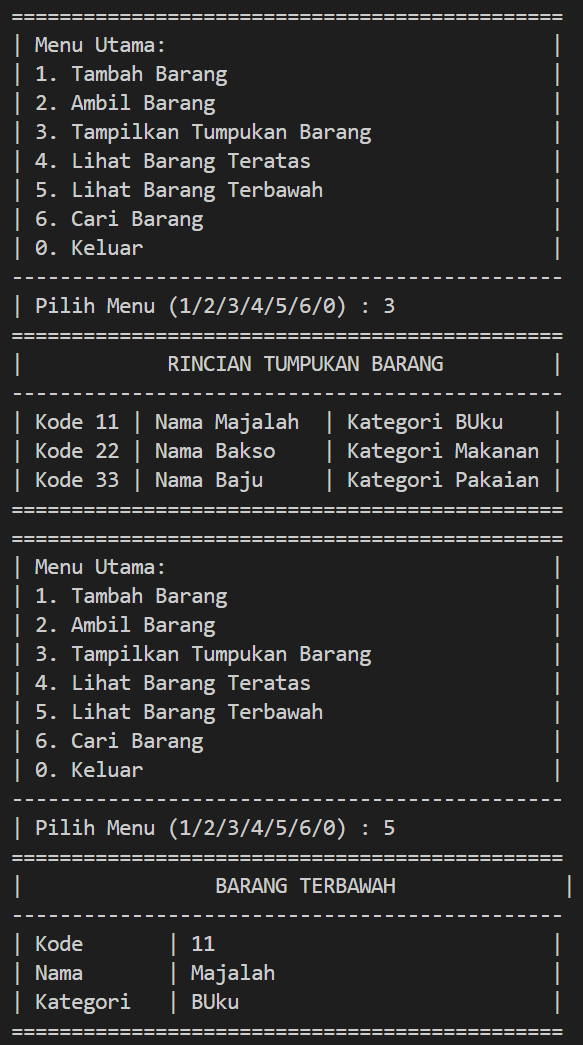 ==============================================
| Menu Utama:                                |
| 1. Tambah Barang                           |
| 2. Ambil Barang                            |
| 3. Tampilkan Tumpukan Barang               |
| 4. Lihat Barang Teratas                    |
| 5. Lihat Barang Terbawah                   |
| 6. Cari Barang                             |
| 0. Keluar                                  |
----------------------------------------------
| Pilih Menu (1/2/3/4/5/6/0) : 3
==============================================
|            RINCIAN TUMPUKAN BARANG         |
----------------------------------------------
| Kode 11 | Nama Majalah  | Kategori BUku    |
| Kode 22 | Nama Bakso    | Kategori Makanan |
| Kode 33 | Nama Baju     | Kategori Pakaian |
==============================================
==============================================
| Menu Utama:                                |
| 1. Tambah Barang                           |
| 2. Ambil Barang                            |
| 3. Tampilkan Tumpukan Barang               |
| 4. Lihat Barang Teratas                    |
| 5. Lihat Barang Terbawah                   |
| 6. Cari Barang                             |
| 0. Keluar                                  |
----------------------------------------------
| Pilih Menu (1/2/3/4/5/6/0) : 5
==============================================
|                BARANG TERBAWAH              |
----------------------------------------------
| Kode       | 11                            |
| Nama       | Majalah                       |
| Kategori   | BUku                          |
==============================================